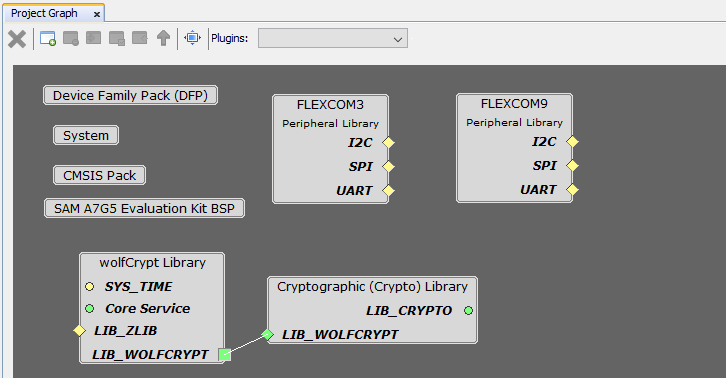 Project Graph x
Plugins:
Device Family Pack (DFP)
System
CMSIS Pack
SAM A7G5 Evaluation Kit BSP
FLEXCOM3
Peripheral Library
I2C
SPI
UART
FLEXCOM9
Peripheral Library
I2C
SPI
UART
wolfCrypt Library
SYS_TIME
Core Service
LIB_ZLIB
LIB_WOLFCRYPT
Cryptographic (Crypto) Library
LIB_CRYPTO
LIB_WOLFCRYPT